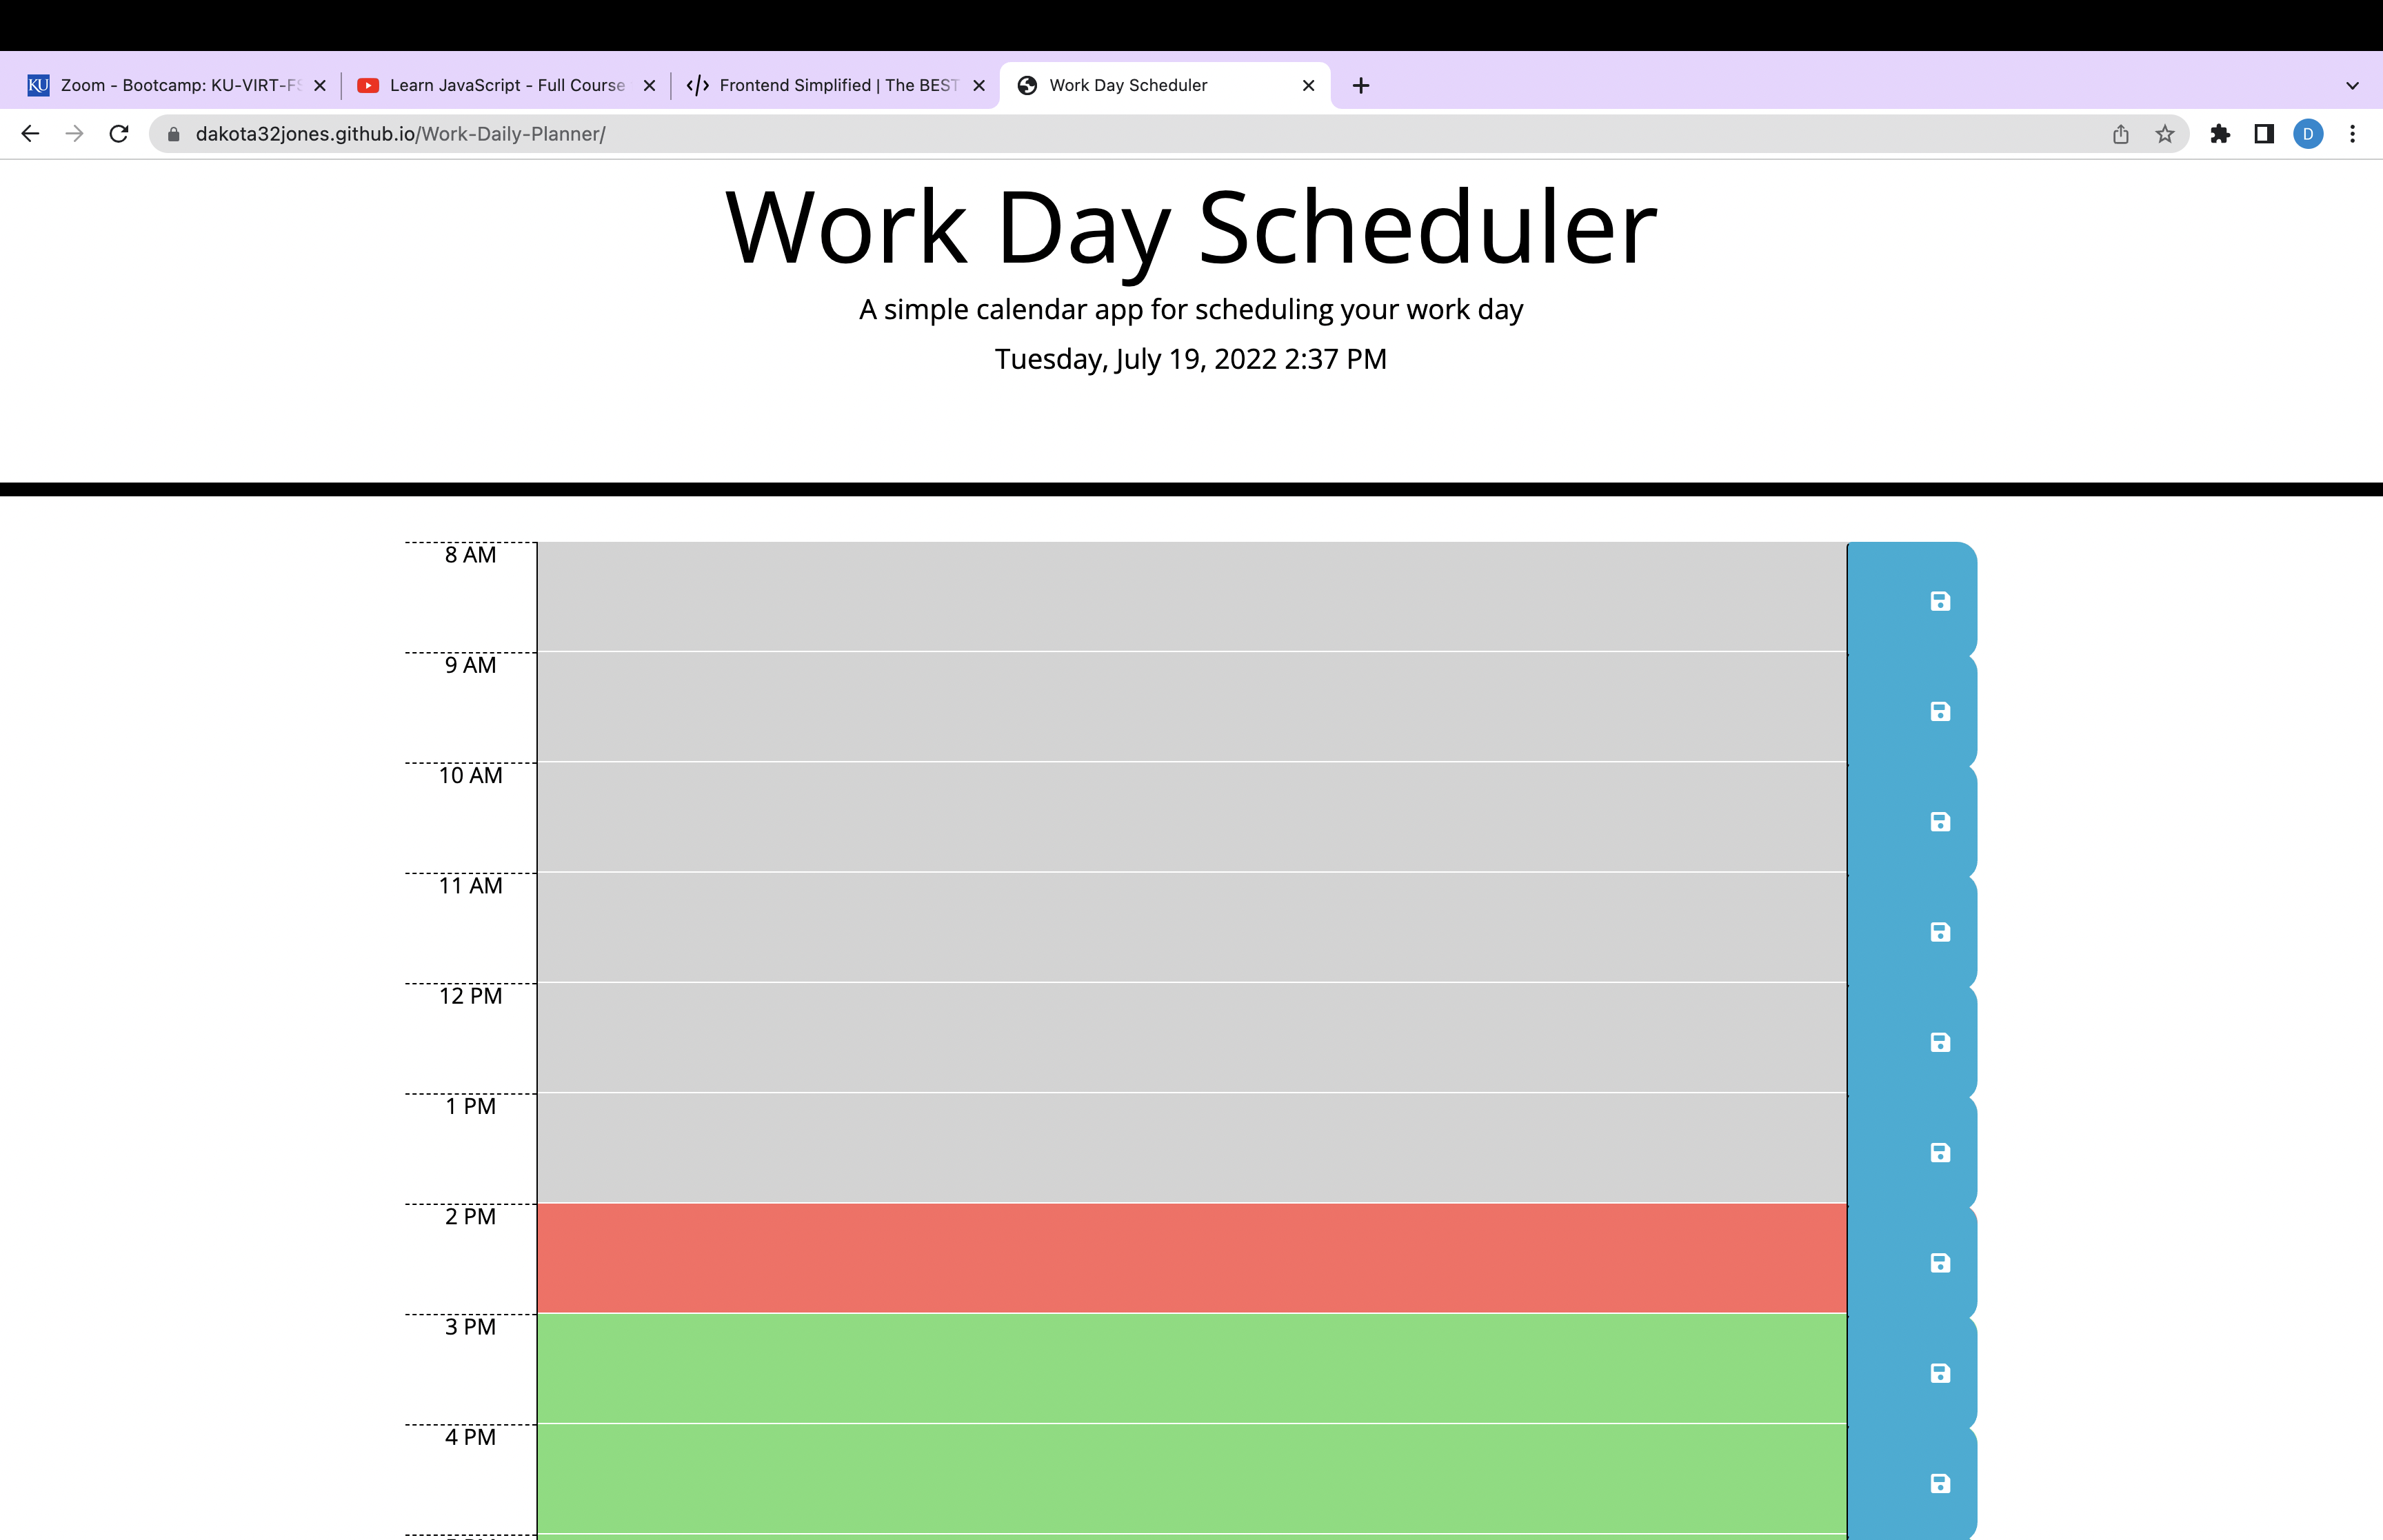 KU Zoom - Bootcamp: KU-VIRT-FS
Learn JavaScript - Full Course
</> Frontend Simplified | The BEST
Work Day Scheduler
dakota32jones.github.io/Work-Daily-Planner/
D
Work Day Scheduler
A simple calendar app for scheduling your work day
Tuesday, July 19, 2022 2:37 PM
8 AM
9 AM
10 AM
11 AM
12 PM
1 PM
2 PM
3 PM
4 PM